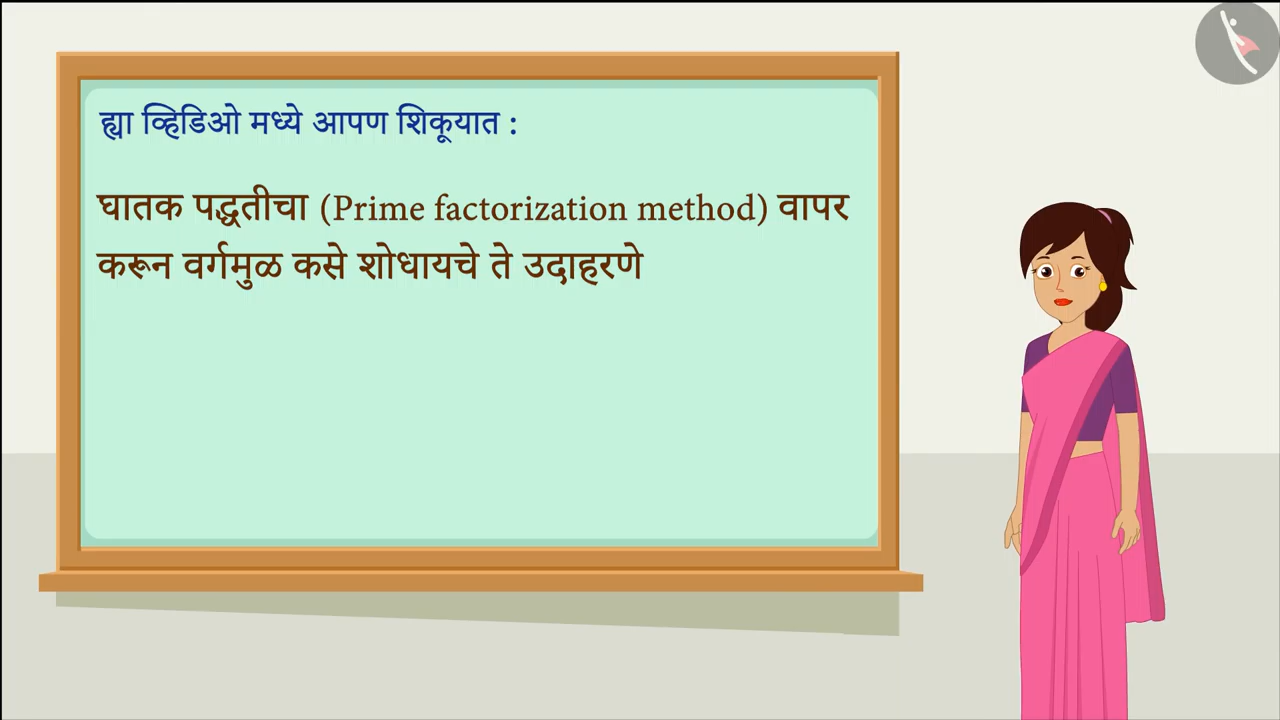 ह्या व्हिडिओ मध्ये आपण शिकूयात :
घातक पद्धतीचा (Prime factorization method) वापर
करून वर्गमुळ कसे शोधायचे ते उदाहरणे